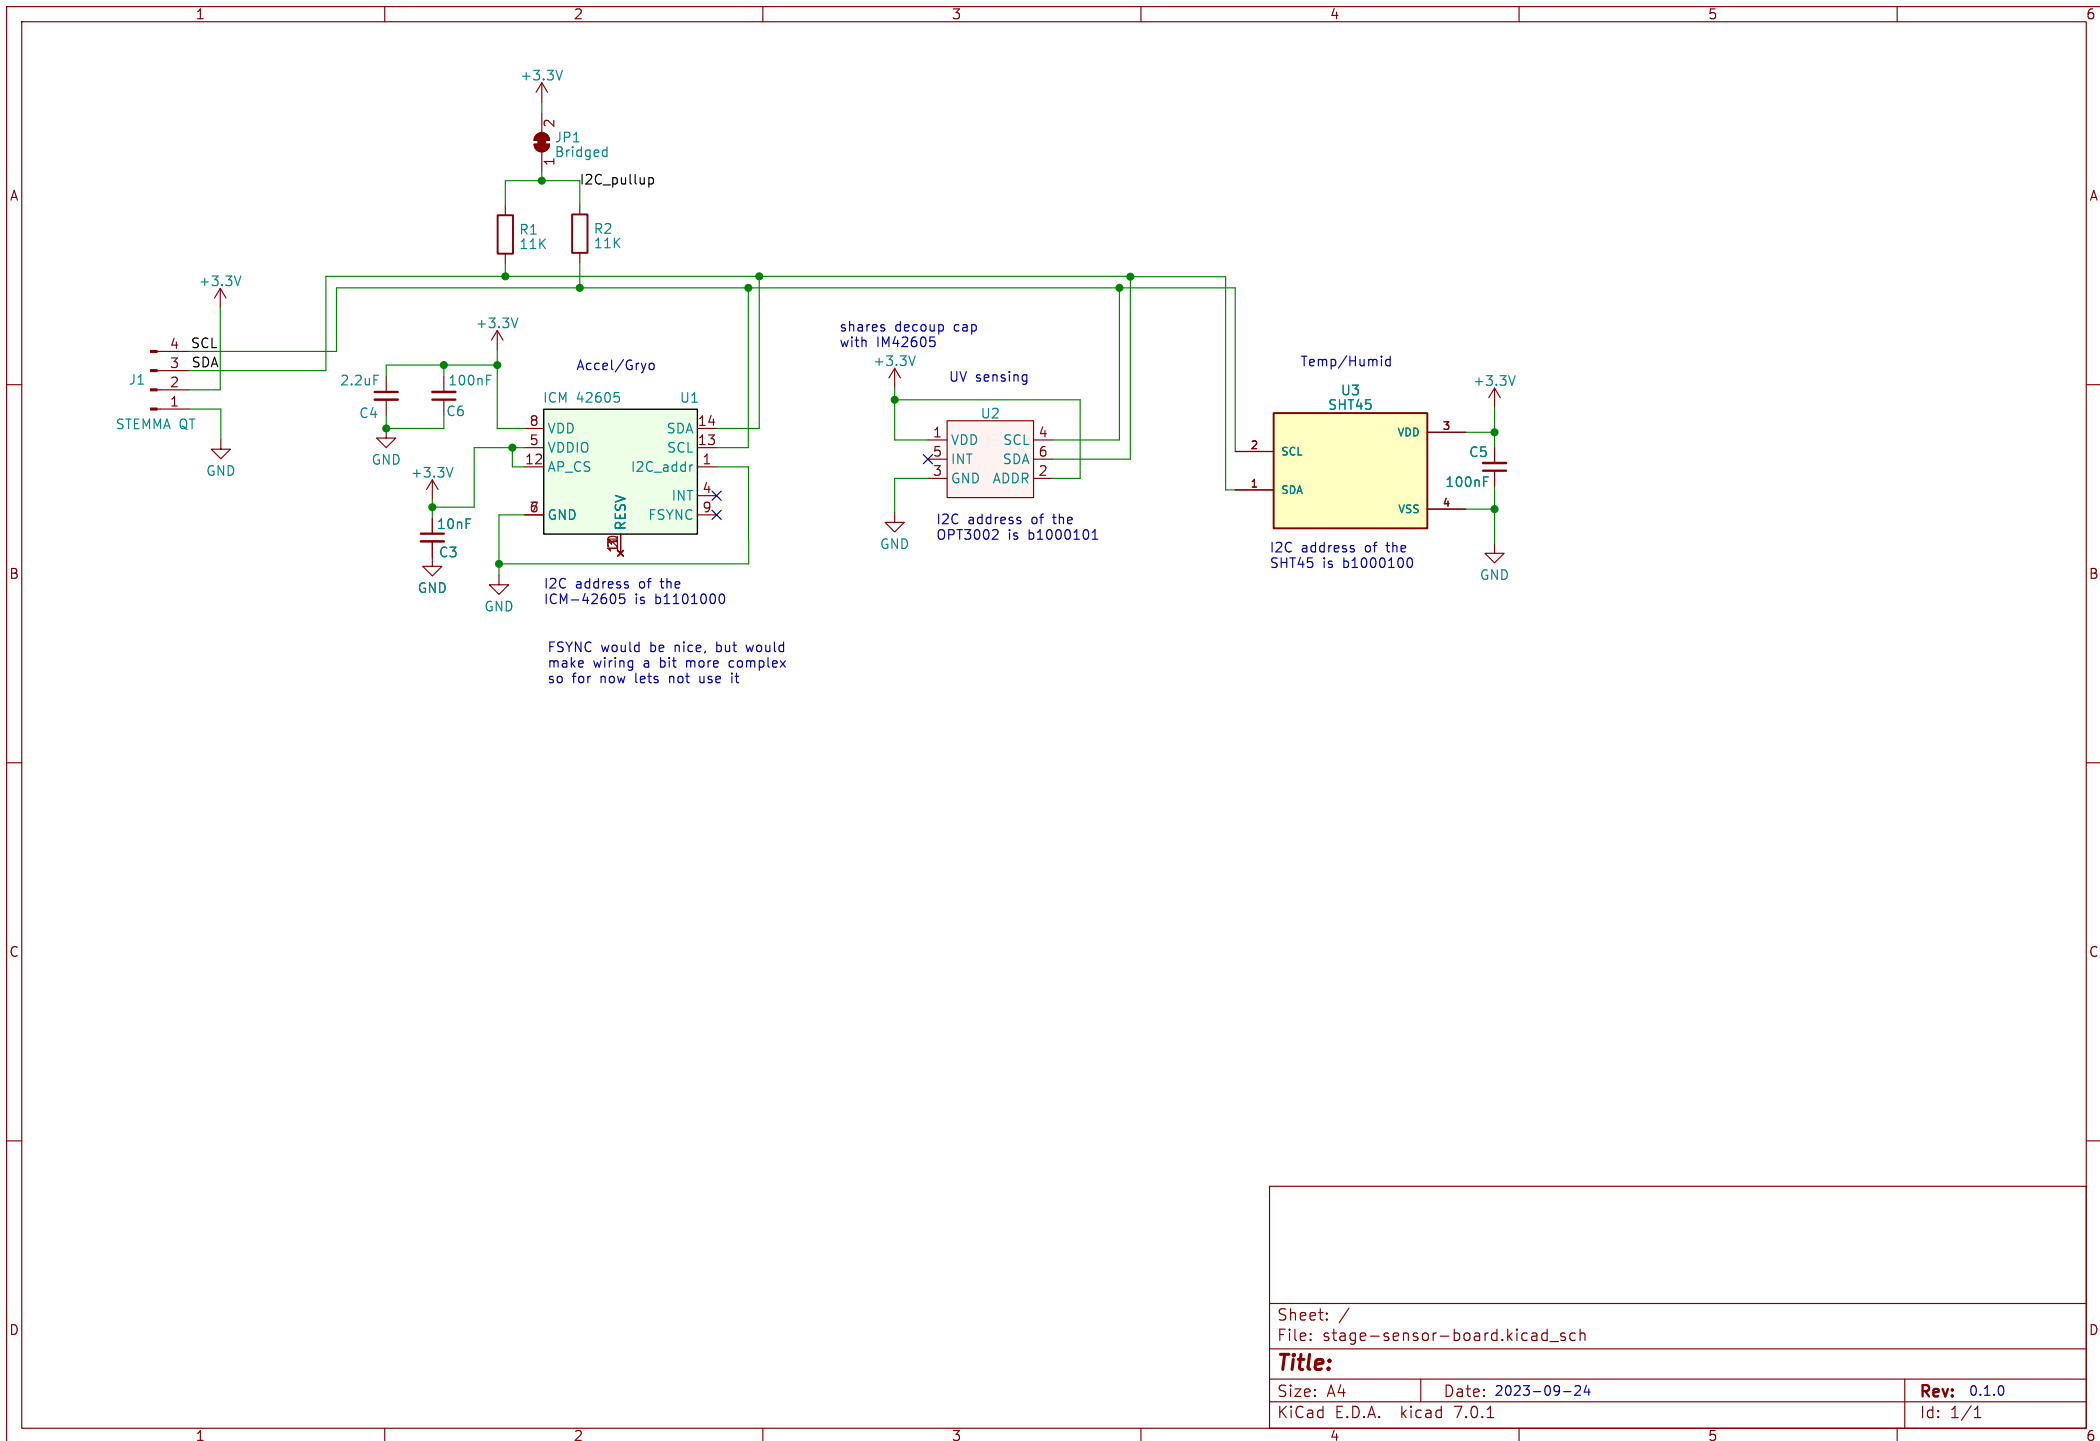 1 2 3 4 5 6
A A
B B
C C
D D
1 2 3 4 5 6
+3.3V
2
JP1
Bridged
1
I2C_pullup
R1
11K
R2
11K
+3.3V
4 SCL
3 SDA
J1
2
1
STEMMA QT
GND
+3.3V
2.2uF
100nF
C4
C6
GND
+3.3V
10nF
C3
GND
Accel/Gryo
ICM 42605 U1
8 VDD SDA 14
5 VDDIO SCL 13
12 AP_CS I2C_addr 1
INT 4
GND FSYNC 9
RESV
GND
I2C address of the
ICM-42605 is b1101000
FSYNC would be nice, but would
make wiring a bit more complex
so for now lets not use it
shares decoup cap
with IM42605
+3.3V
UV sensing
U2
1 VDD SCL 4
5 INT SDA 6
3 GND ADDR 2
GND
I2C address of the
OPT3002 is b1000101
Temp/Humid
U3
SHT45
2 SCL
1 SDA
VDD 3
VSS 4
+3.3V
C5
100nF
GND
I2C address of the
SHT45 is b1000100
Sheet: /
File: stage-sensor-board.kicad_sch
Title:
Size: A4 Date: 2023-09-24 Rev: 0.1.0
KiCad E.D.A. kicad 7.0.1 Id: 1/1